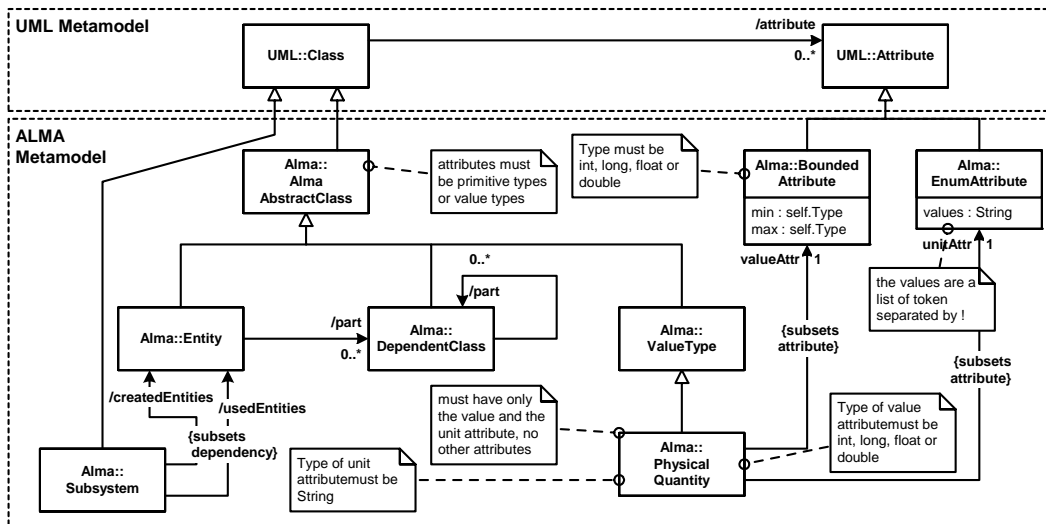 UML Metamodel
/attribute
UML::Class
0..*
UML::Attribute
ALMA
Metamodel
Alma::
Alma
AbstractClass
attributes must
be primitive types
or value types
Type must be
int, long, float or
double
Alma::Bounded
Attribute
min : self.Type
max : self.Type
Alma::
EnumAttribute
values : String
valueAttr
1
unitAttr
1
0..*
/part
the values are a
list of token
separated by !
Alma::Entity
/part
0..*
Alma::
DependentClass
Alma::
ValueType
{subsets
attribute}
{subsets
attribute}
/createdEntities
/usedEntities
{subsets
dependency}
must have only
the value and the
unit attribute, no
other attributes
Type of value
attributemust be
int, long, float or
double
Alma::
Subsystem
Type of unit
attributemust be
String
Alma::
Physical
Quantity